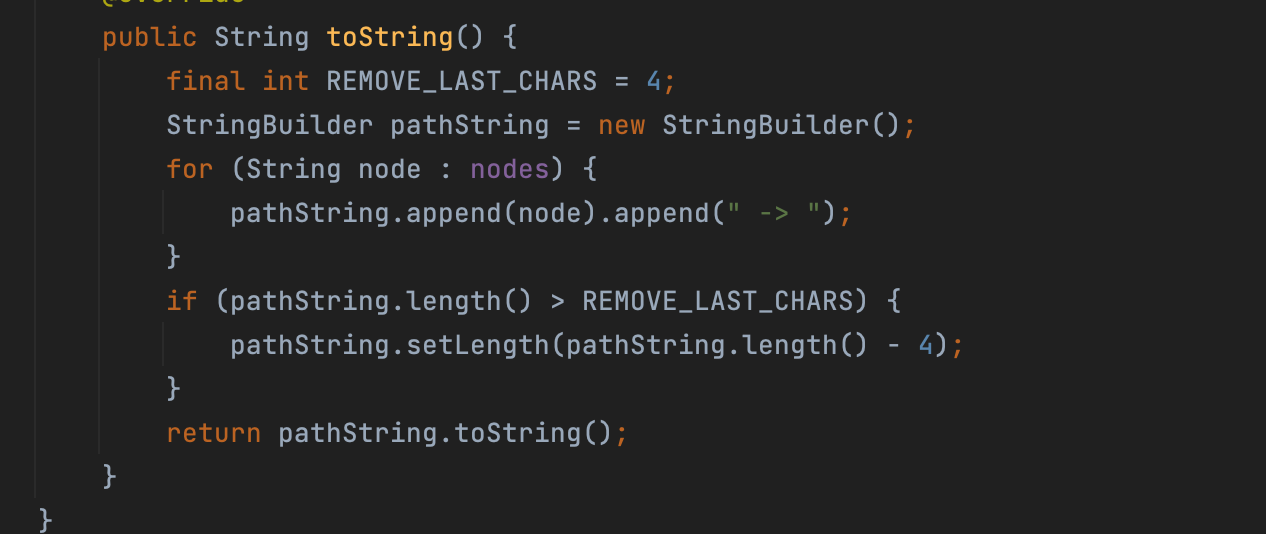 public String toString() {
final int REMOVE_LAST_CHARS = 4;
StringBuilder pathString = new StringBuilder();
for (String node : nodes) {
pathString.append(node).append(" -> ");
}
if (pathString.length() > REMOVE_LAST_CHARS) {
pathString.setLength(pathString.length() - 4);
}
return pathString.toString();
}
}